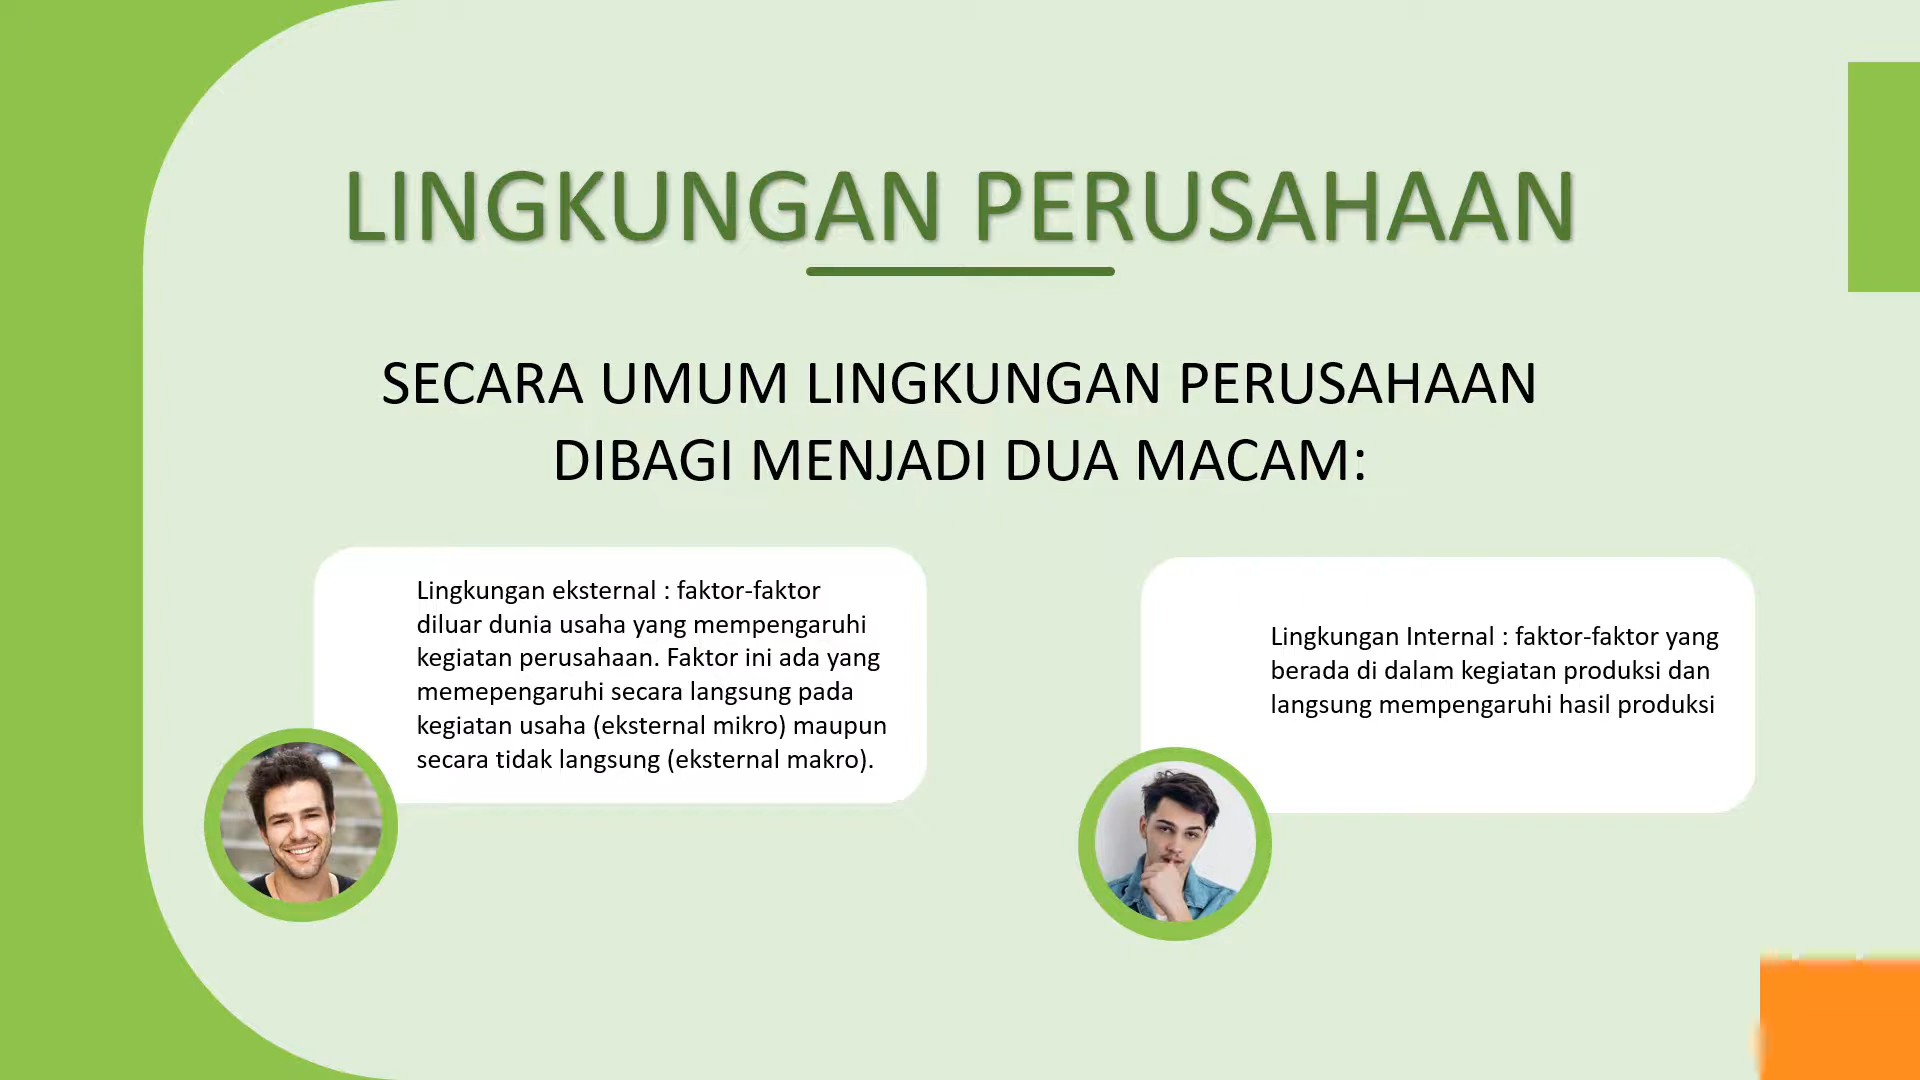 LINGKUNGAN PERUSAHAAN
SECARA UMUM LINGKUNGAN PERUSAHAAN
DIBAGI MENJADI DUA MACAM:
Lingkungan eksternal : faktor-faktor
diluar dunia usaha yang mempengaruhi
kegiatan perusahaan. Faktor ini ada yang
memepengaruhi secara langsung pada
kegiatan usaha (eksternal mikro) maupun
secara tidak langsung (eksternal makro).
Lingkungan Internal : faktor-faktor yang
berada di dalam kegiatan produksi dan
langsung mempengaruhi hasil produksi